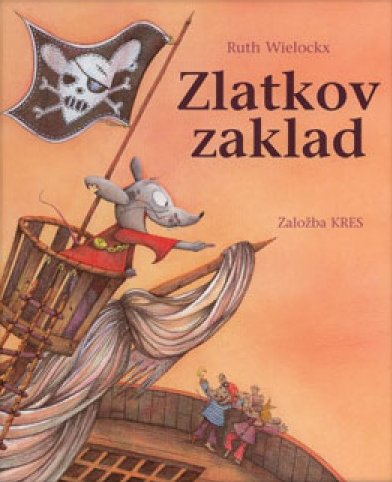 Ruth Wielockx
Zlatkov
zaklad
Založba KRES